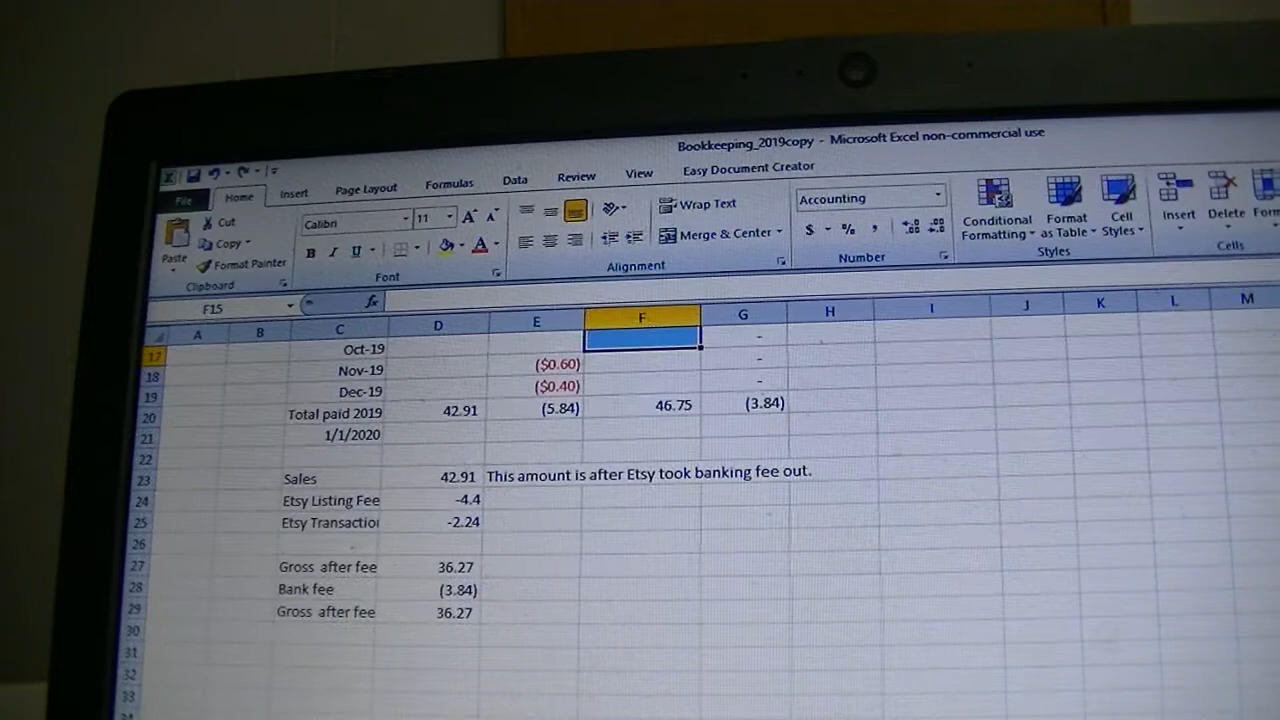 Bookkeeping_2019copy - Microsoft Excel non-commercial use
File Home Insert Page Layout Formulas Data Review View Easy Document Creator
Cut
Copy
Format Painter
Paste
Clipboard
Calibri 11
B I U
Font
Wrap Text
Merge & Center
Alignment
Accounting
$ % ,
Number
Conditional Formatting
Format as Table
Cell Styles
Styles
Insert Delete Form
Cells
F15 fx
A B C D E F G H I J K L M
17 Oct-19 -
18 Nov-19 ($0.60) -
19 Dec-19 ($0.40) -
20 Total paid 2019 42.91 (5.84) 46.75 (3.84)
21 1/1/2020
22
23 Sales 42.91 This amount is after Etsy took banking fee out.
24 Etsy Listing Fee -4.4
25 Etsy Transaction -2.24
26
27 Gross after fee 36.27
28 Bank fee (3.84)
29 Gross after fee 36.27
30
31
32
33
34